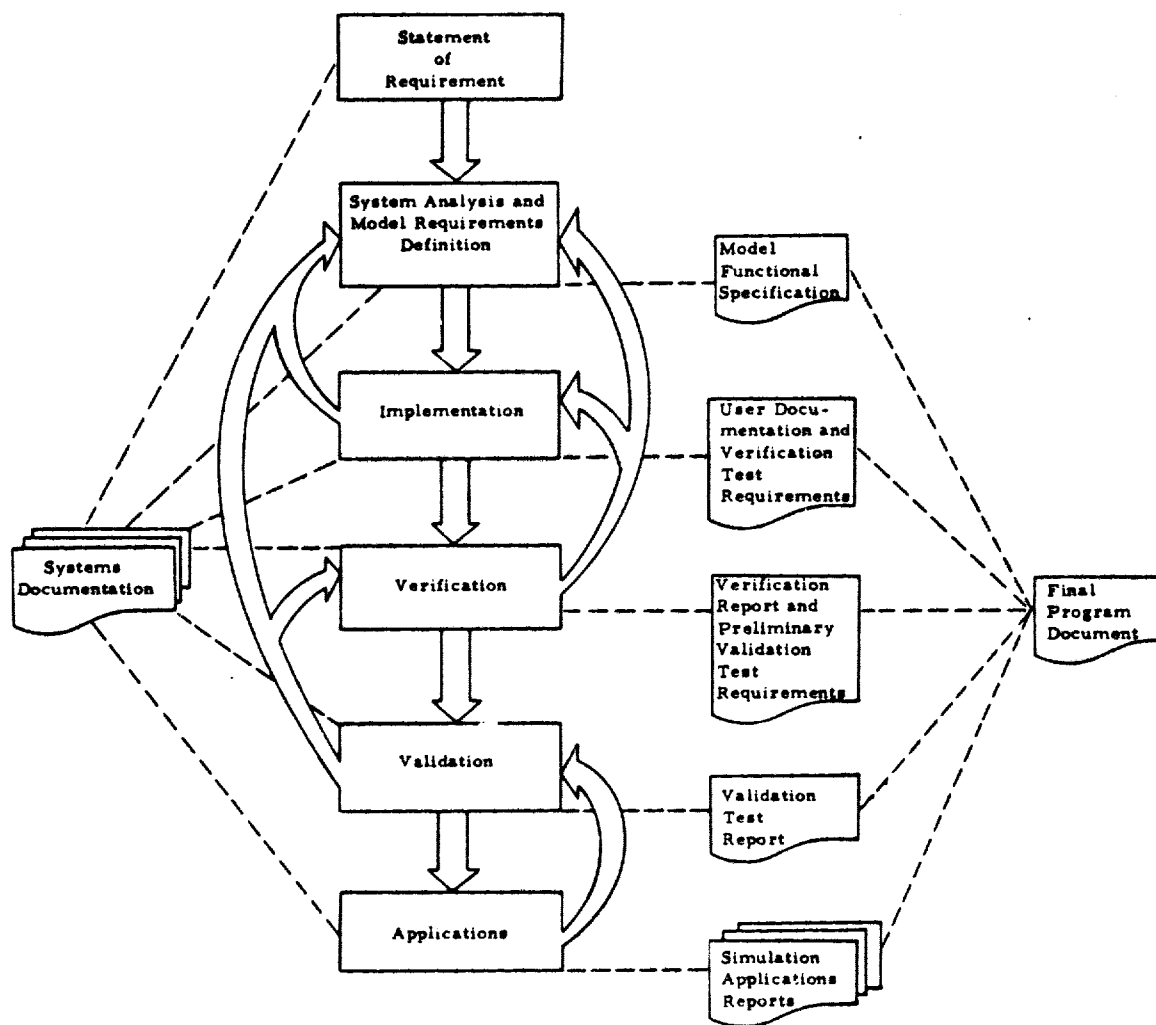 Statement
of
Requirement
System Analysis and
Model Requirements
Definition
Model
Functional
Specification
Implementation
User Docu-
mentation and
Verification
Test
Requirements
Systems
Documentation
Verification
Verification
Report and
Preliminary
Validation
Test
Requirements
Final
Program
Document
Validation
Validation
Test
Report
Applications
Simulation
Applications
Reports